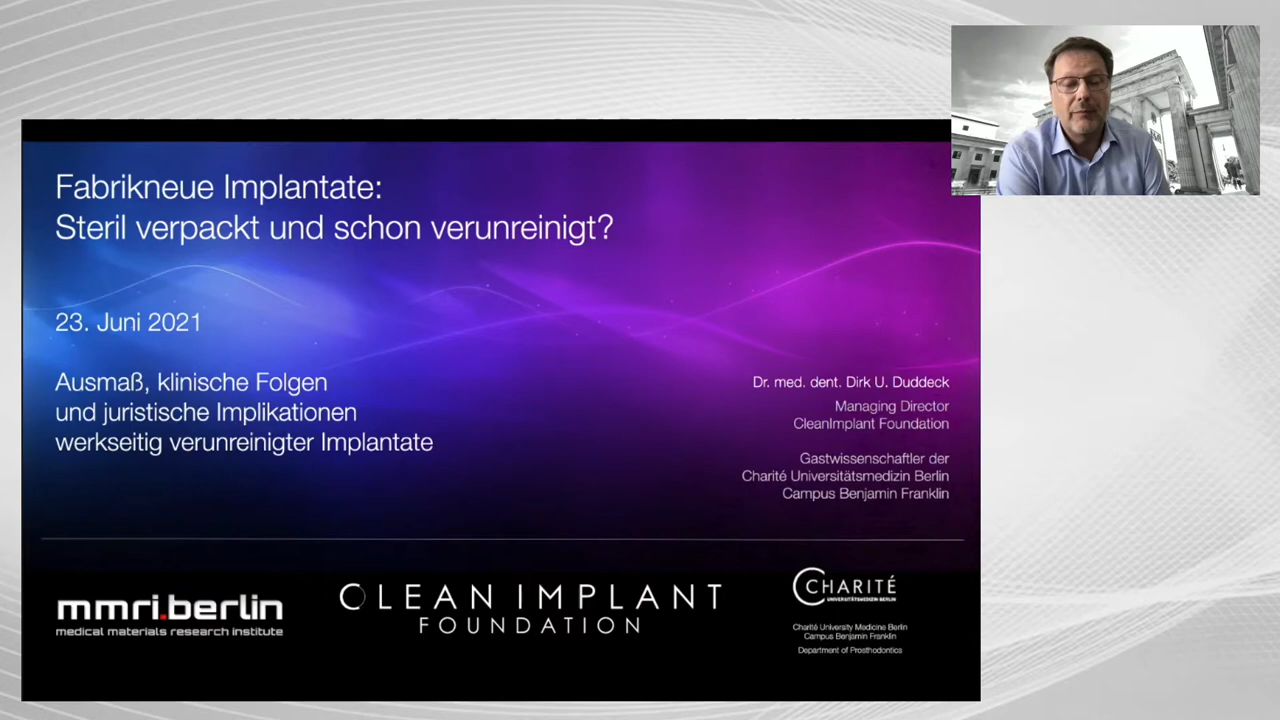 Fabrikneue Implantate:
Steril verpackt und schon verunreinigt?
23. Juni 2021
Ausmaß, klinische Folgen
und juristische Implikationen
werkseitig verunreinigter Implantate
Dr. med. dent. Dirk U. Duddeck
Managing Director
CleanImplant Foundation
Gastwissenschaftler der
Charité Universitätsmedizin Berlin
Campus Benjamin Franklin
mmri.berlin
medical materials research institute
CLEAN IMPLANT
FOUNDATION
CHARITÉ
UNIVERSITÄTSMEDIZIN BERLIN
Charité University Medicine Berlin
Campus Benjamin Franklin
Department of Prosthodontics